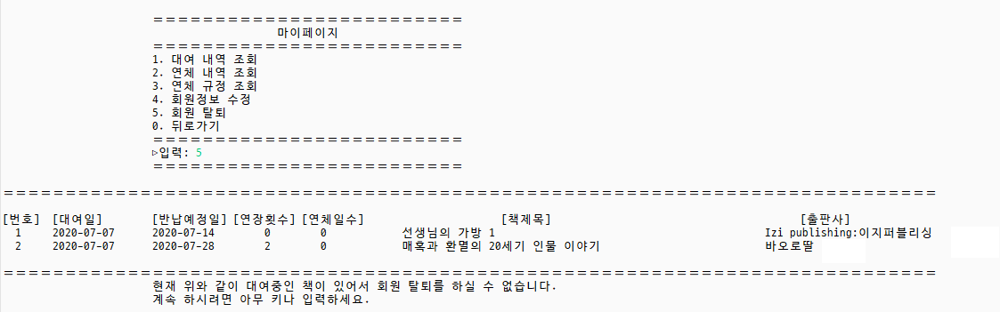 =========================
마이페이지
=========================
1. 대여 내역 조회
2. 연체 내역 조회
3. 연체 규정 조회
4. 회원정보 수정
5. 회원 탈퇴
0. 뒤로가기
=========================
▷입력: 5
=========================
===========================================================================
[번호] [대여일] [반납예정일] [연장횟수] [연체일수] [책제목] [출판사]
1 2020-07-07 2020-07-14 0 0 선생님의 가방 1 Izi publishing:이지퍼블리싱
2 2020-07-07 2020-07-28 2 0 매혹과 환멸의 20세기 인물 이야기 바오로딸
===========================================================================
현재 위와 같이 대여중인 책이 있어서 회원 탈퇴를 하실 수 없습니다.
계속 하시려면 아무 키나 입력하세요.